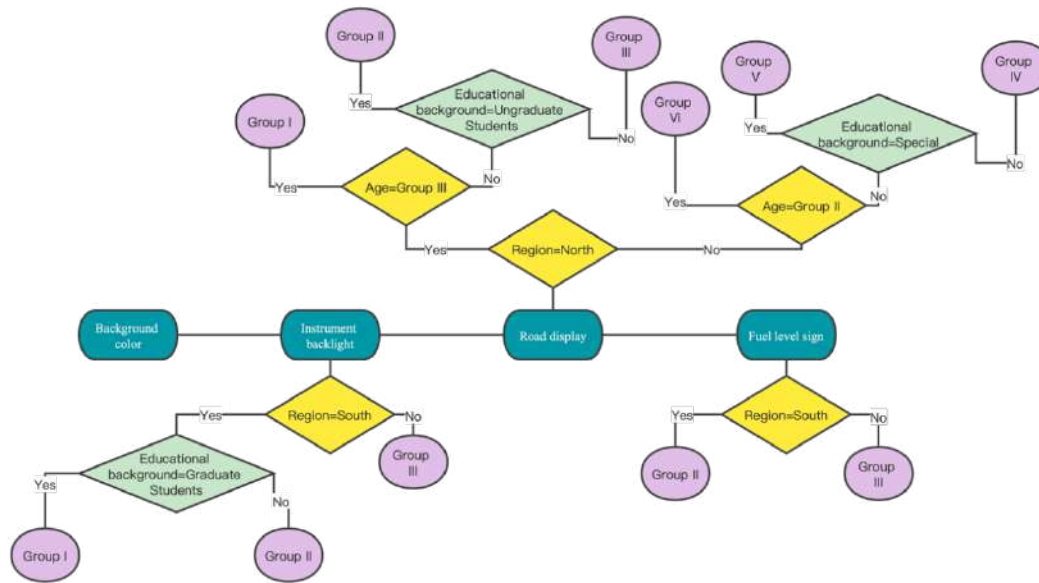 Group II
Group
III
Group
V
Group
IV
Yes
Educational
background=Ungraduate
Students
Group I
Group
VI
Yes
Educational
background=Special
No
No
No
No
Yes
Age=Group III
Yes
Age=Group II
Yes
Region=North
No
Background
color
Instrument
backlight
Road display
Fuel level sign
Yes
Region=South
No
Yes
Region=South
No
Educational
background=Graduate
Students
Group
III
Group II
Group
III
Yes
No
Group I
Group II